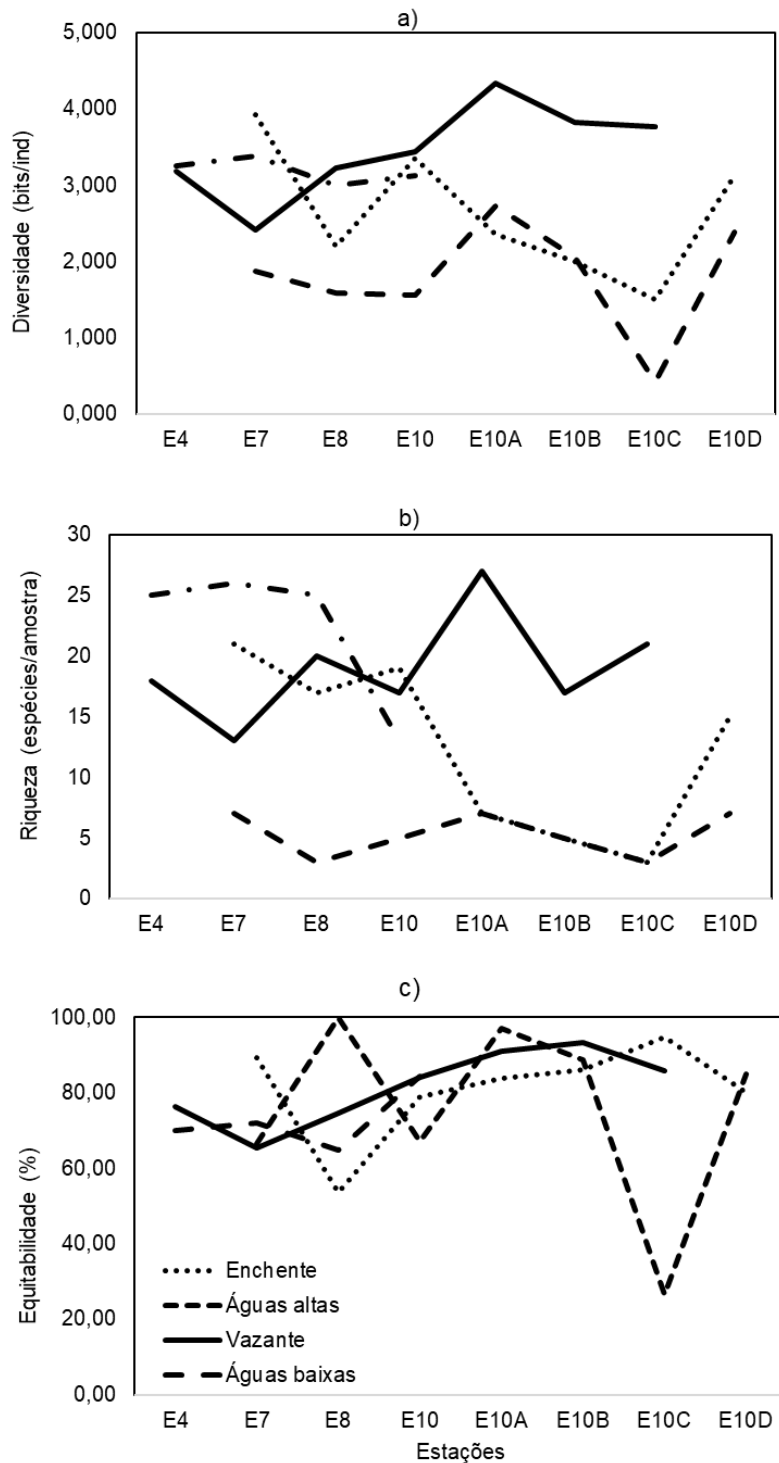 a)
Diversidade (bits/ind)
5,000
4,000
3,000
2,000
1,000
0,000
E4 E7 E8 E10 E10A E10B E10C E10D
b)
Riqueza (espécies/amostra)
30
25
20
15
10
5
0
E4 E7 E8 E10 E10A E10B E10C E10D
c)
Equitabilidade (%)
100,00
80,00
60,00
40,00
20,00
0,00
Enchente
Águas altas
Vazante
Águas baixas
E4 E7 E8 E10 E10A E10B E10C E10D
Estações